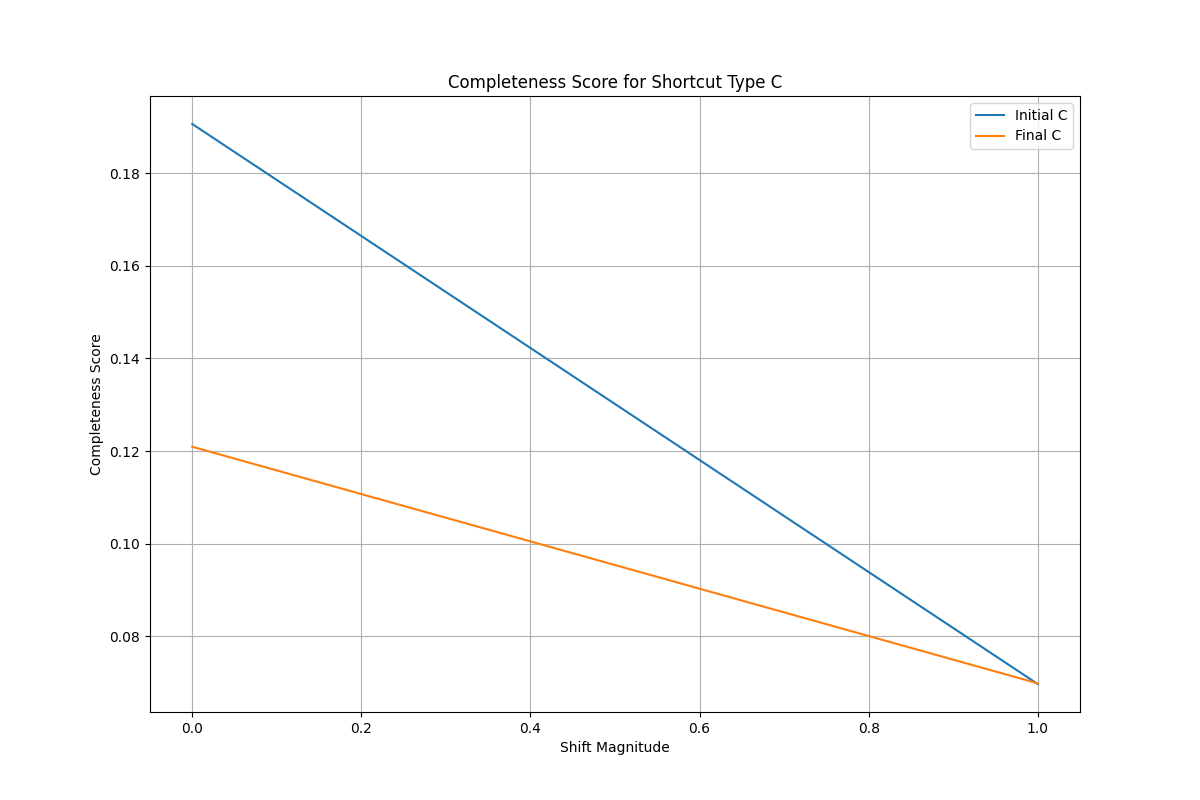 Completeness Score for Shortcut Type C
Initial C
Final C
Completeness Score
0.18
0.16
0.14
0.12
0.10
0.08
0.0 0.2 0.4 0.6 0.8 1.0
Shift Magnitude